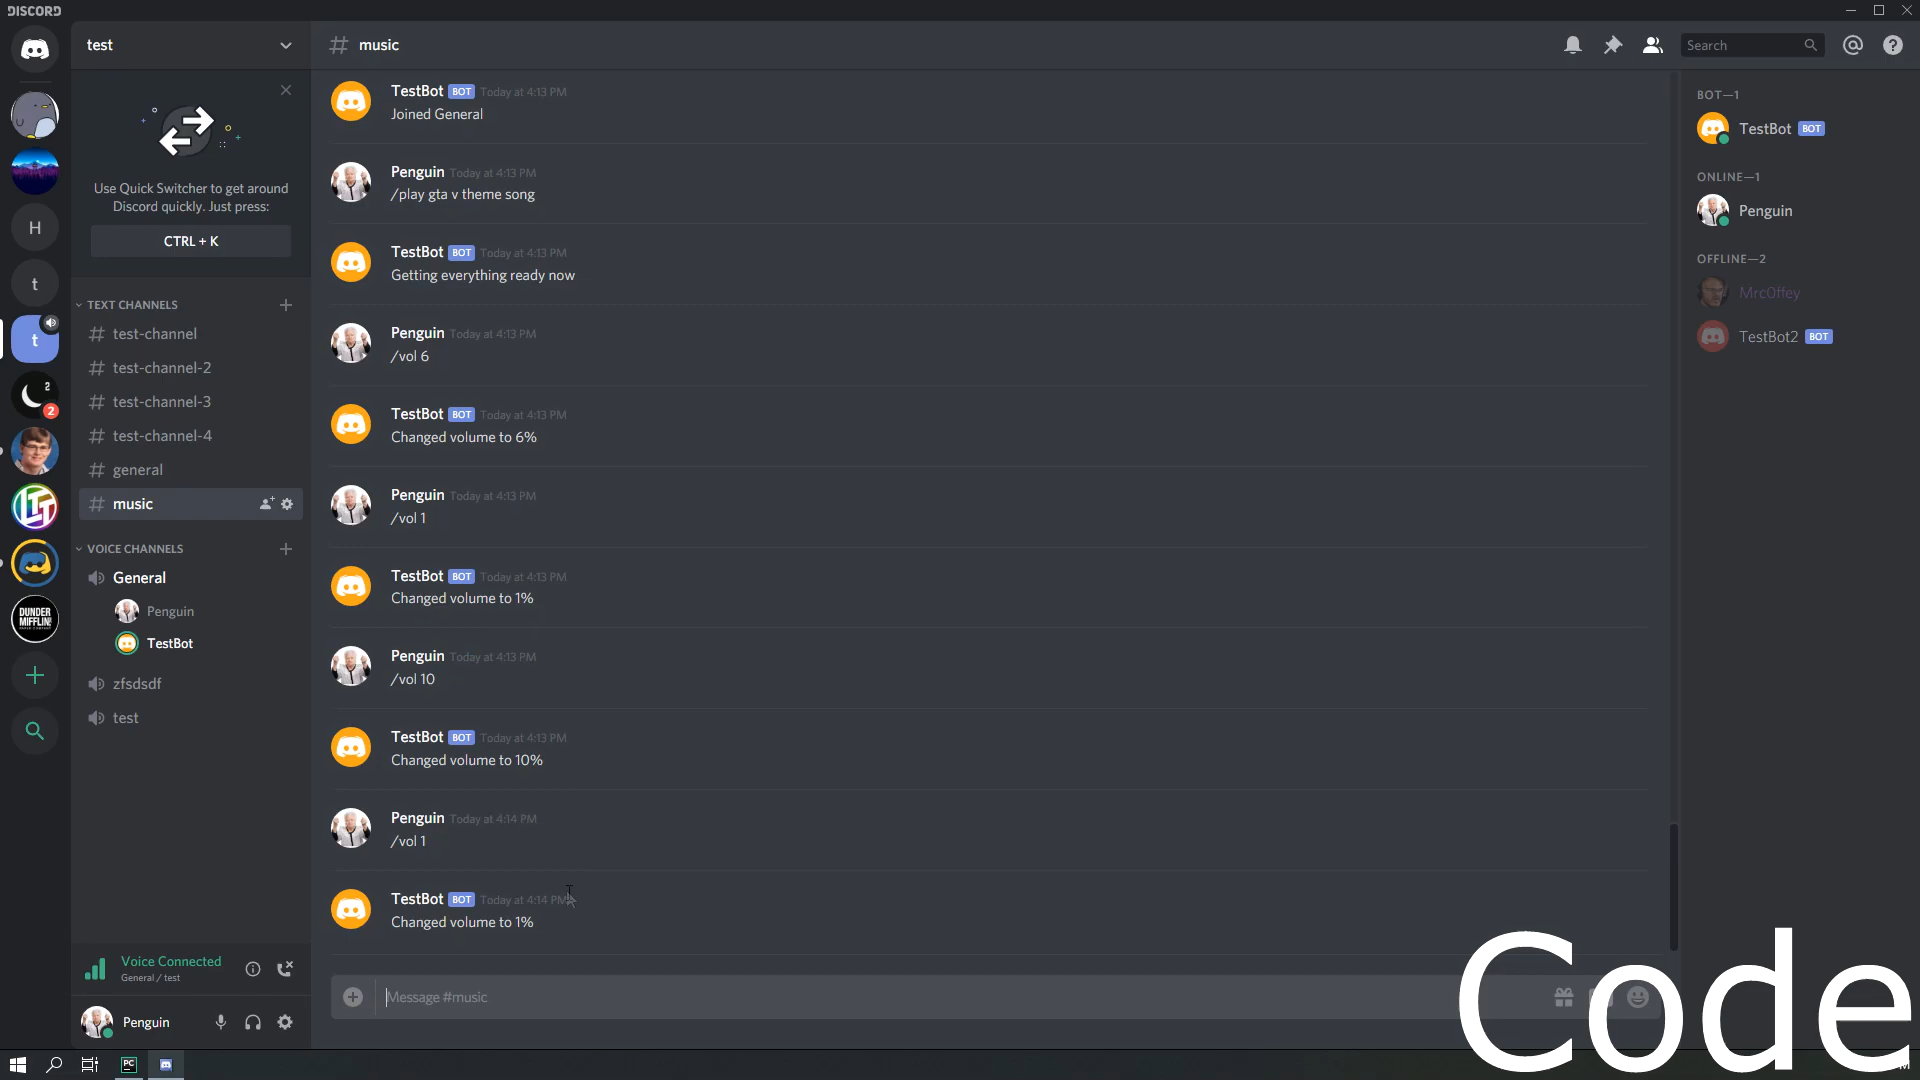 DISCORD
test
Use Quick Switcher to get around
Discord quickly. Just press:
CTRL + K
TEXT CHANNELS
test-channel
test-channel-2
test-channel-3
test-channel-4
general
music
VOICE CHANNELS
General
Penguin
TestBot
zfsdsdf
test
Voice Connected
General / test
Penguin
H
t
t
2
2
LTT
DUNDER
MIFFLIN
# music
Search
TestBot BOT Today at 4:13 PM
Joined General
Penguin Today at 4:13 PM
/play gta v theme song
TestBot BOT Today at 4:13 PM
Getting everything ready now
Penguin Today at 4:13 PM
/vol 6
TestBot BOT Today at 4:13 PM
Changed volume to 6%
Penguin Today at 4:13 PM
/vol 1
TestBot BOT Today at 4:13 PM
Changed volume to 1%
Penguin Today at 4:13 PM
/vol 10
TestBot BOT Today at 4:13 PM
Changed volume to 10%
Penguin Today at 4:14 PM
/vol 1
TestBot BOT Today at 4:14 PM
Changed volume to 1%
Message #music
BOT—1
TestBot BOT
ONLINE—1
Penguin
OFFLINE—2
Mrc0ffey
TestBot2 BOT
PC
Code